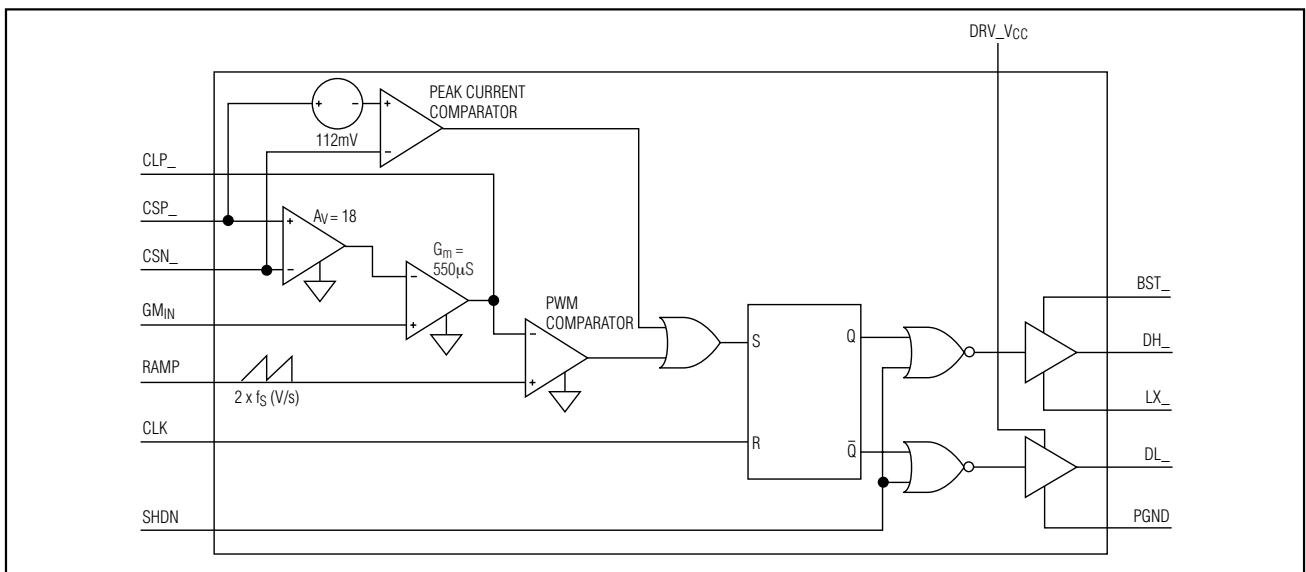 DRV_VCC
PEAK CURRENT
COMPARATOR
+ −
+
−
112mV
CLP_
CSP_
AV = 18
+
CSN_
−
Gm =
550µS
−
GMIN
+
PWM
COMPARATOR
−
+
RAMP
2 x fS (V/s)
CLK
S
Q
R
Q̅
SHDN
BST_
DH_
LX_
DL_
PGND